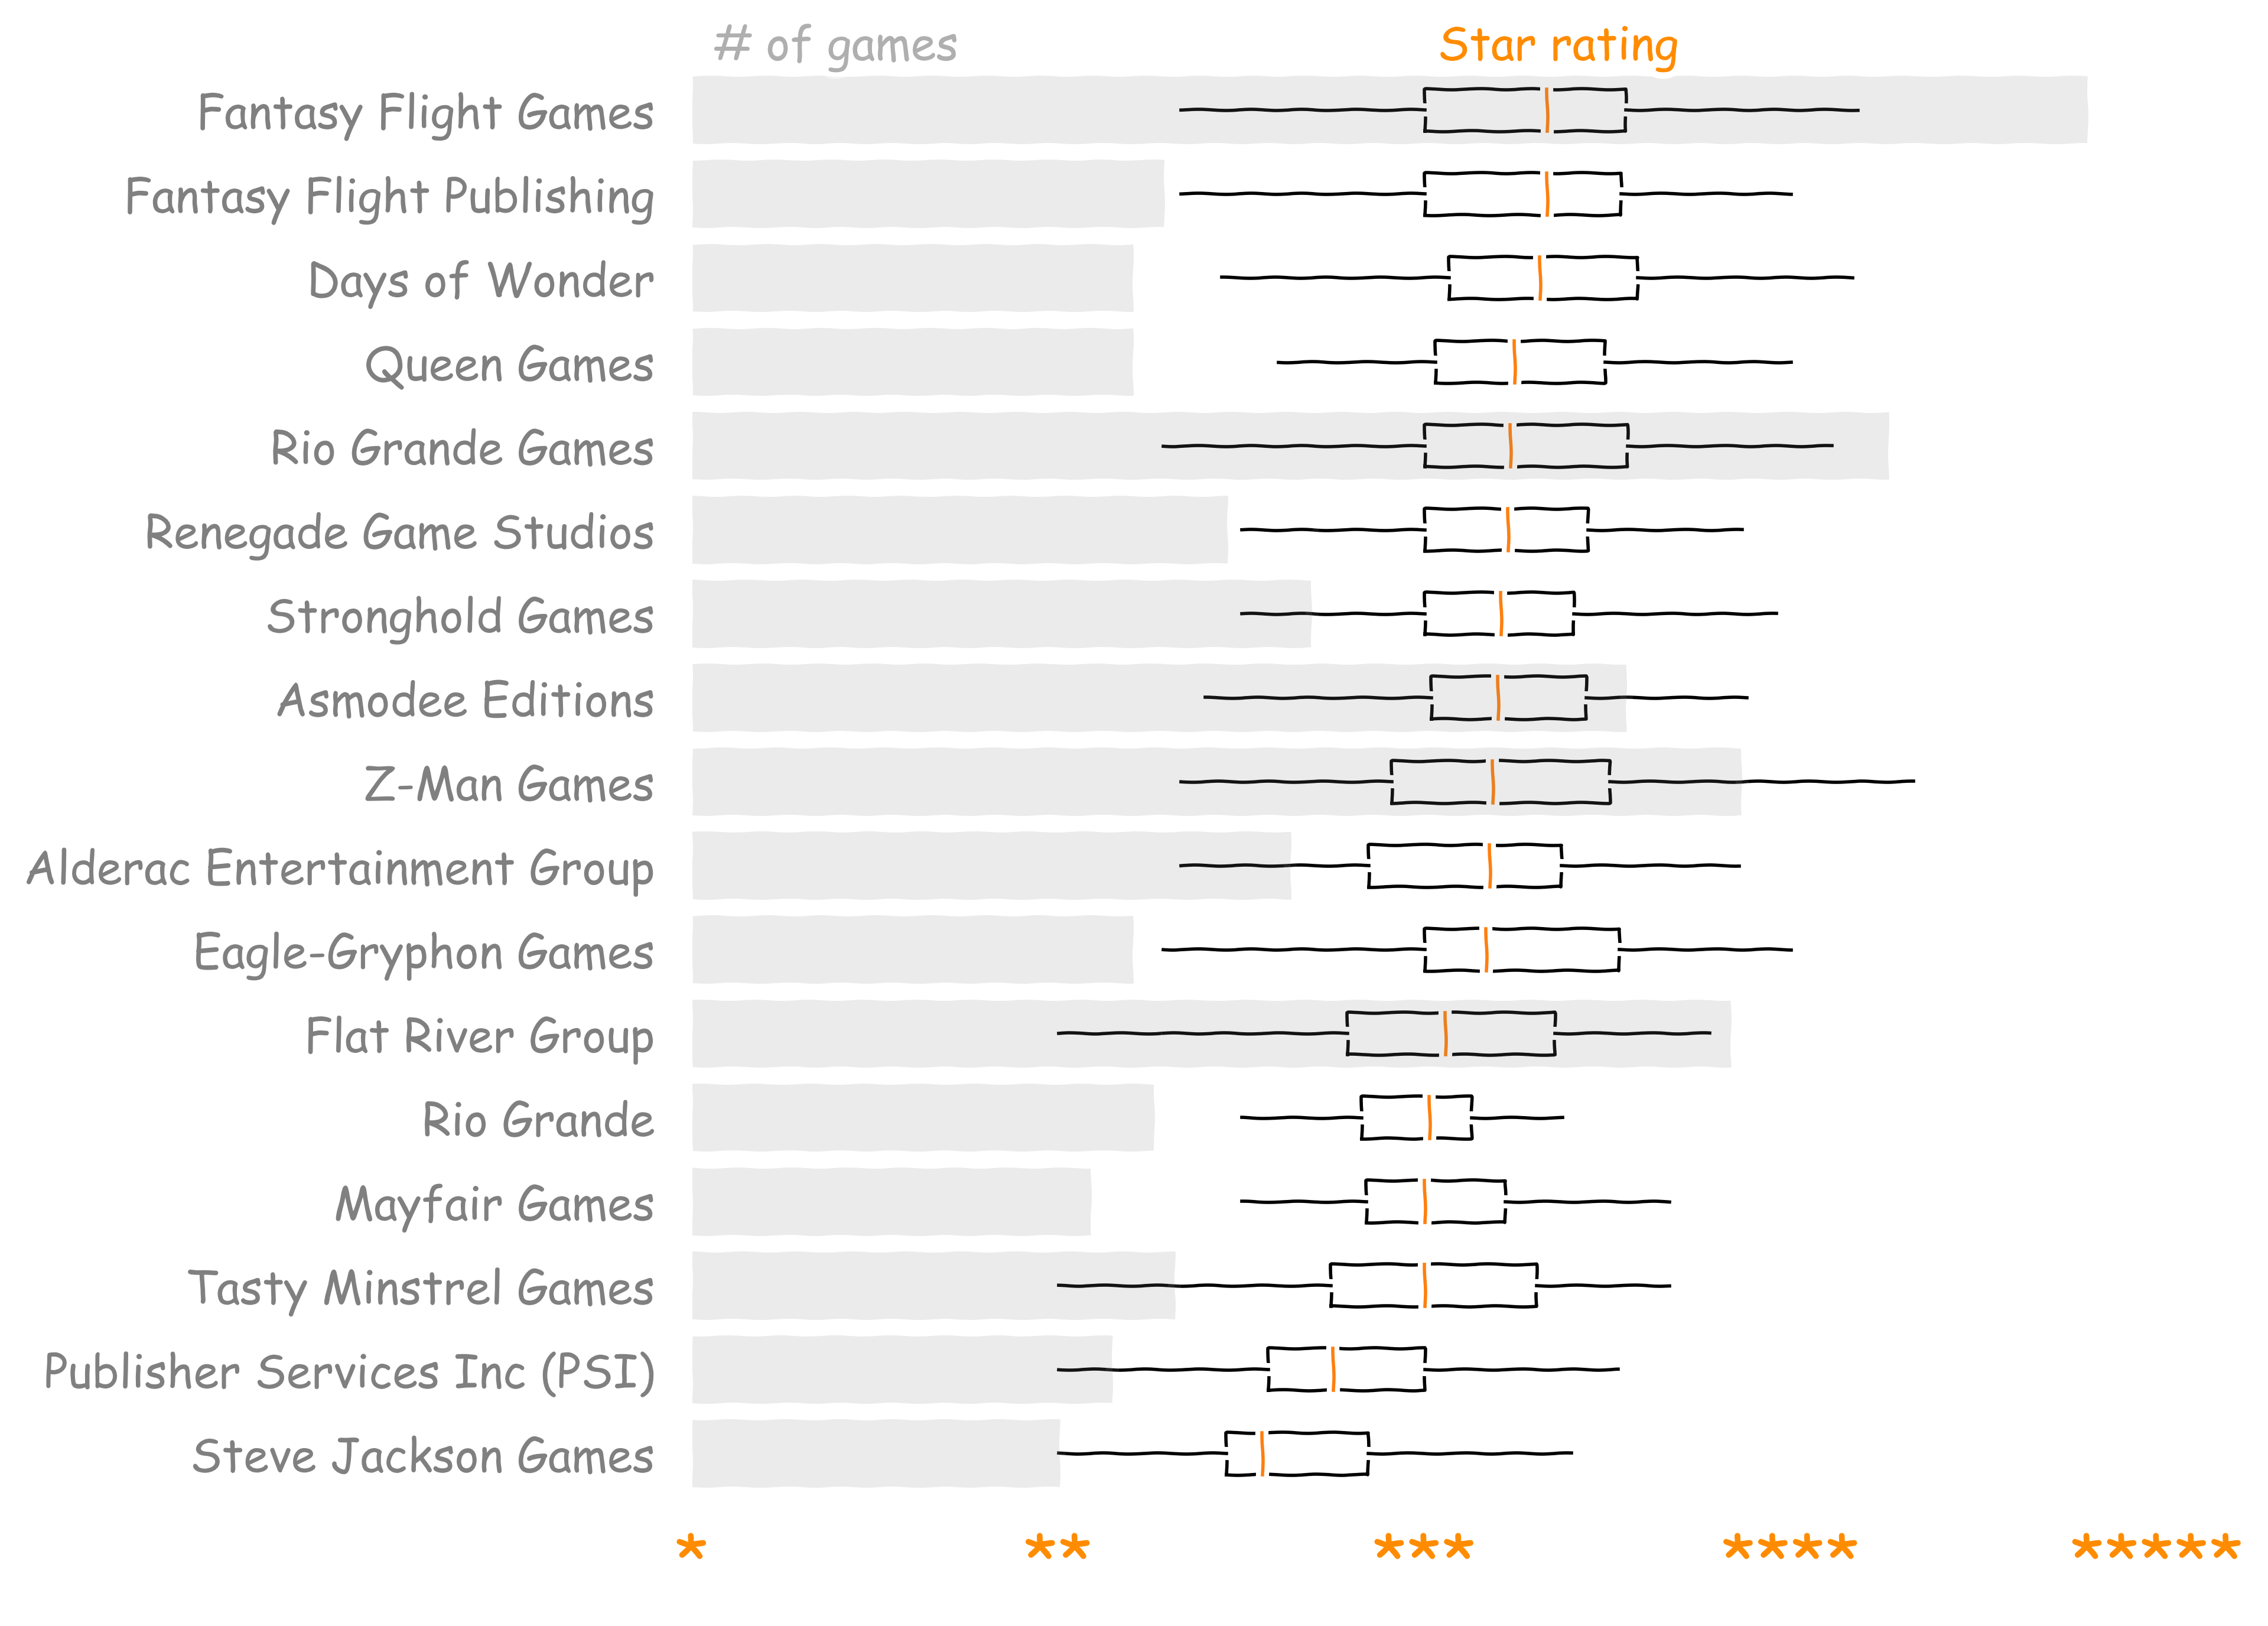 # of games Star rating
Fantasy Flight Games
Fantasy Flight Publishing
Days of Wonder
Queen Games
Rio Grande Games
Renegade Game Studios
Stronghold Games
Asmodee Editions
Z-Man Games
Alderac Entertainment Group
Eagle-Gryphon Games
Flat River Group
Rio Grande
Mayfair Games
Tasty Minstrel Games
Publisher Services Inc (PSI)
Steve Jackson Games
* ** *** **** *****